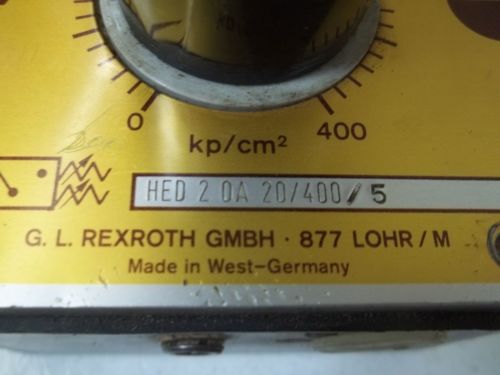 0 400
kp/cm²
HED 2 OA 20/400/5
G. L. REXROTH GMBH · 877 LOHR/M
Made in West-Germany